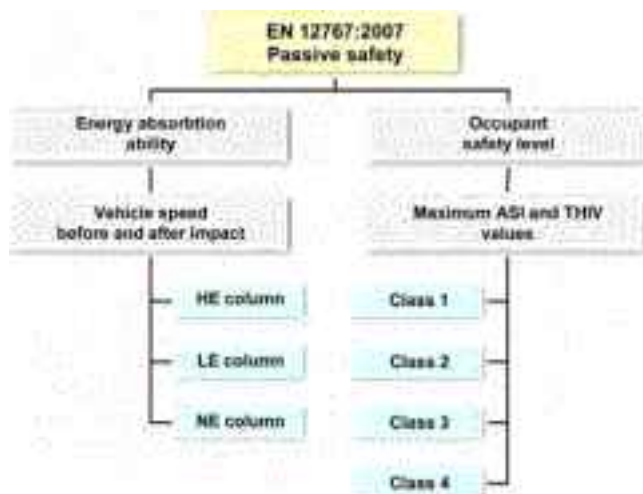 EN 12767:2007
Passive safety
Energy absorbtion
ability
Occupant
safety level
Vehicle speed
before and after impact
Maximum ASI and THIV
values
HE column
Class 1
LE column
Class 2
NE column
Class 3
Class 4